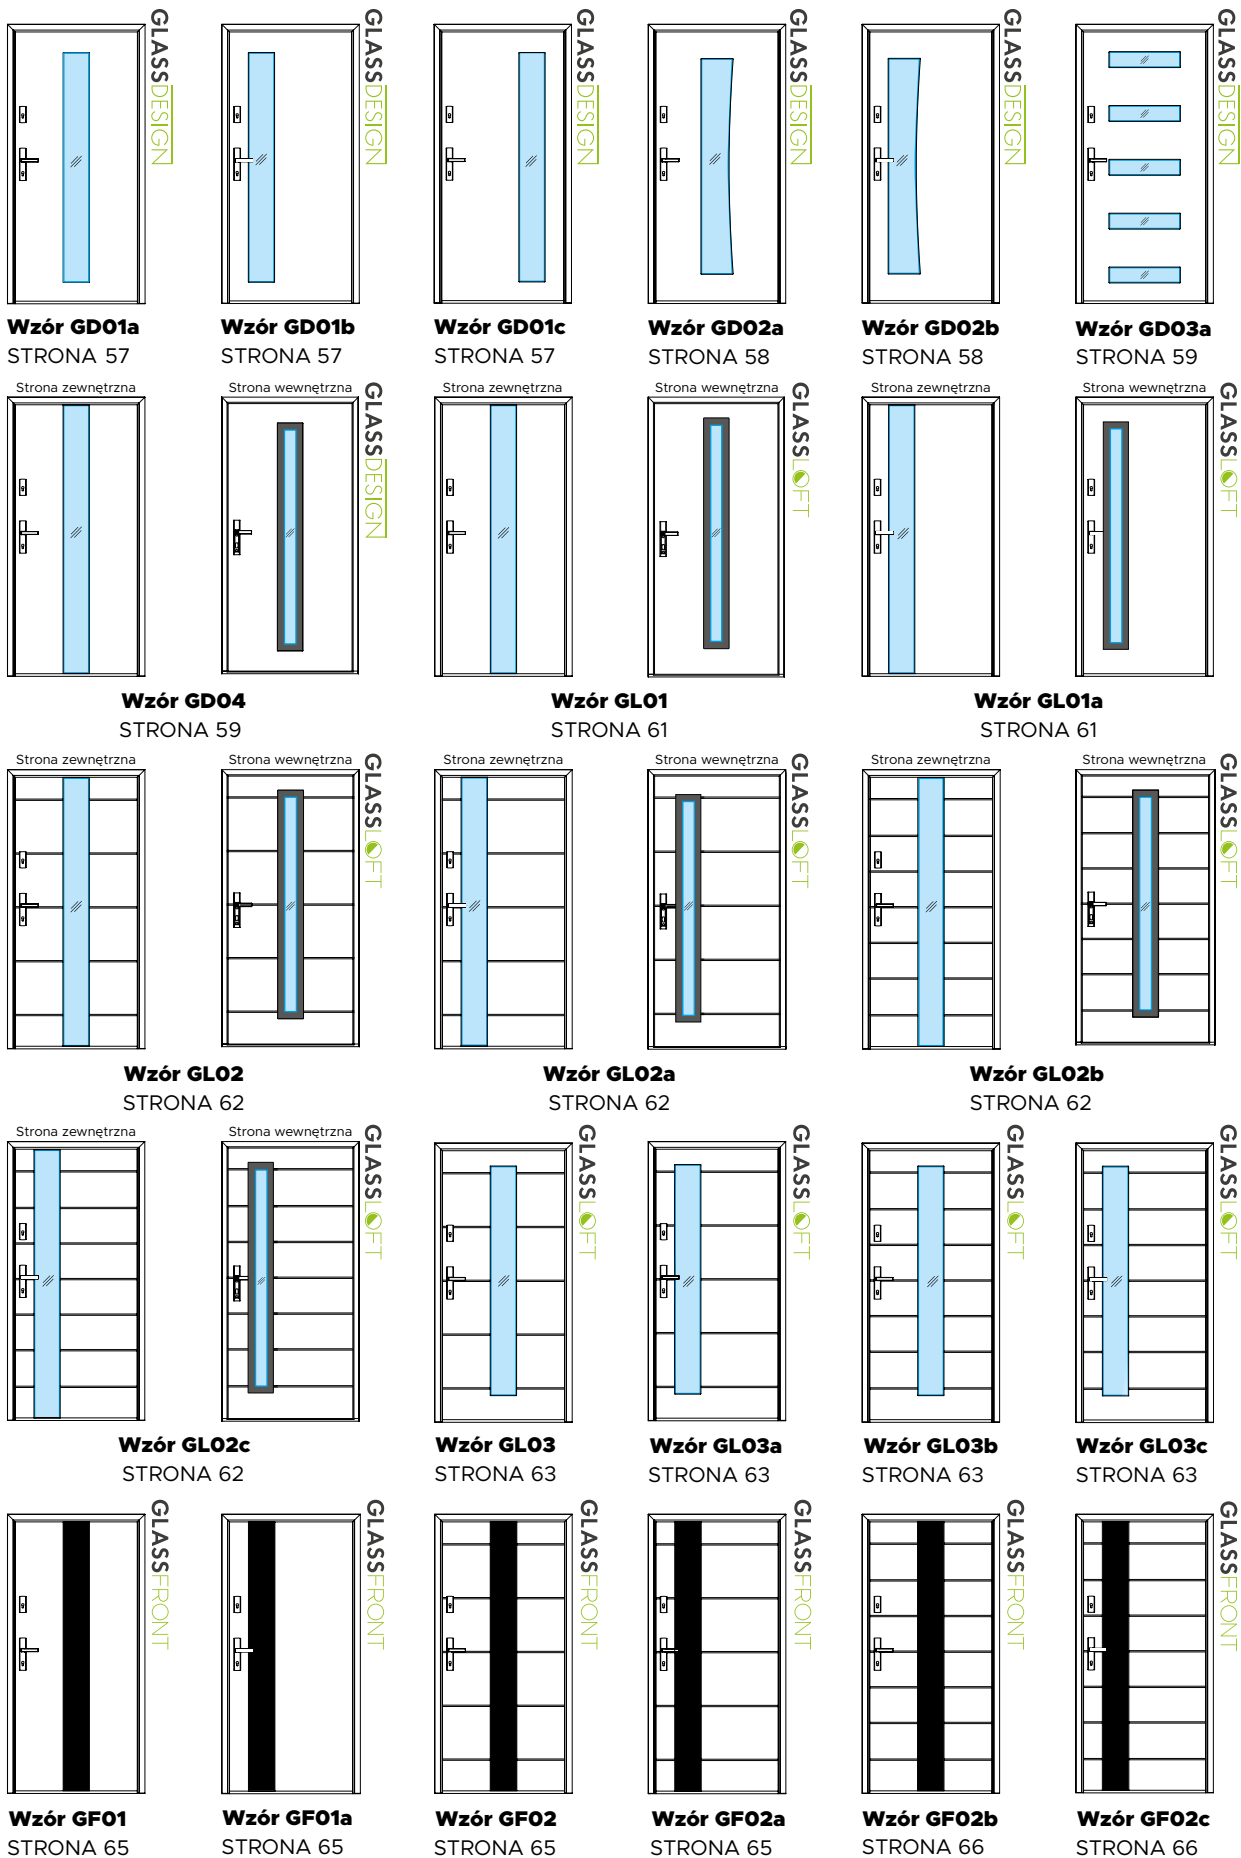 GLASSDESIGN
GLASSDESIGN
GLASSDESIGN
GLASSDESIGN
GLASSDESIGN
GLASSDESIGN
Wzór GD01a
STRONA 57
Wzór GD01b
STRONA 57
Wzór GD01c
STRONA 57
Wzór GD02a
STRONA 58
Wzór GD02b
STRONA 58
Wzór GD03a
STRONA 59
Strona zewnętrzna
Strona wewnętrzna
GLASSDESIGN
Strona zewnętrzna
Strona wewnętrzna
GLASSLOFT
Strona zewnętrzna
Strona wewnętrzna
GLASSLOFT
Wzór GD04
STRONA 59
Wzór GL01
STRONA 61
Wzór GL01a
STRONA 61
Strona zewnętrzna
Strona wewnętrzna
GLASSLOFT
Strona zewnętrzna
Strona wewnętrzna
GLASSLOFT
Strona zewnętrzna
Strona wewnętrzna
GLASSLOFT
Wzór GL02
STRONA 62
Wzór GL02a
STRONA 62
Wzór GL02b
STRONA 62
Strona zewnętrzna
Strona wewnętrzna
GLASSLOFT
GLASSLOFT
GLASSLOFT
GLASSLOFT
GLASSLOFT
Wzór GL02c
STRONA 62
Wzór GL03
STRONA 63
Wzór GL03a
STRONA 63
Wzór GL03b
STRONA 63
Wzór GL03c
STRONA 63
GLASSFRONT
GLASSFRONT
GLASSFRONT
GLASSFRONT
GLASSFRONT
GLASSFRONT
Wzór GF01
STRONA 65
Wzór GF01a
STRONA 65
Wzór GF02
STRONA 65
Wzór GF02a
STRONA 65
Wzór GF02b
STRONA 66
Wzór GF02c
STRONA 66